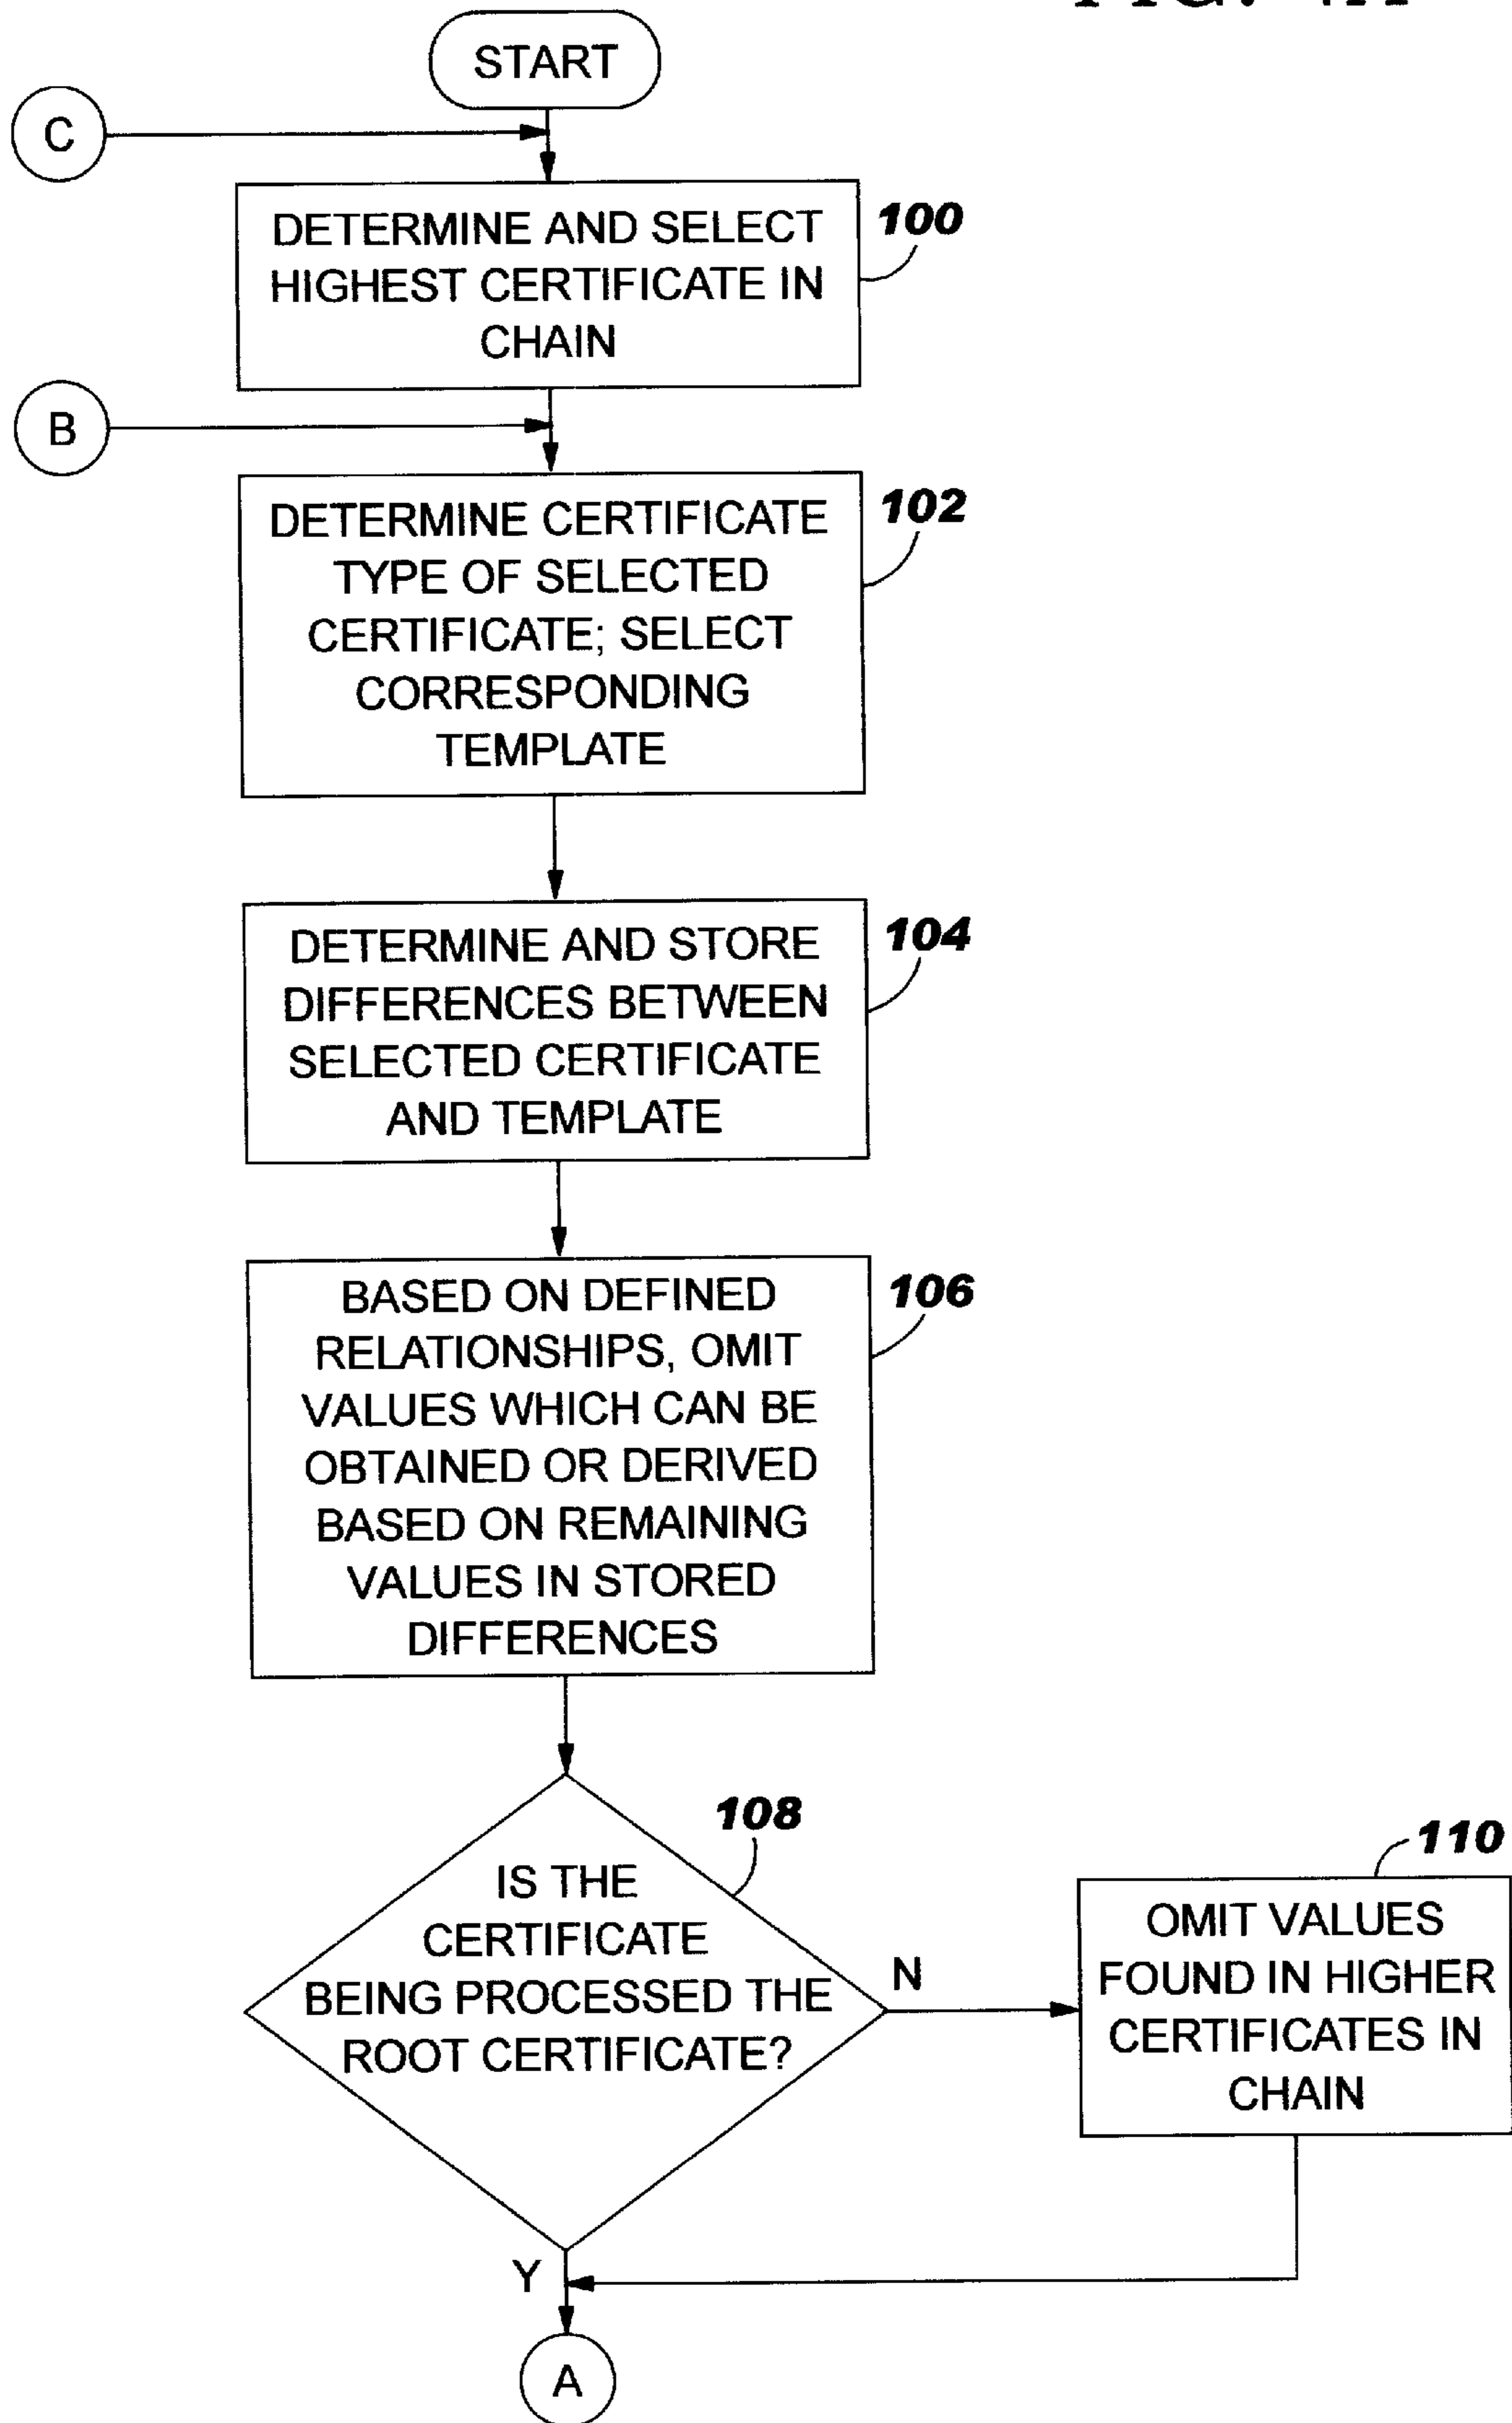 START
C
DETERMINE AND SELECT
HIGHEST CERTIFICATE IN
CHAIN
100
B
DETERMINE CERTIFICATE
TYPE OF SELECTED
CERTIFICATE; SELECT
CORRESPONDING
TEMPLATE
102
DETERMINE AND STORE
DIFFERENCES BETWEEN
SELECTED CERTIFICATE
AND TEMPLATE
104
BASED ON DEFINED
RELATIONSHIPS, OMIT
VALUES WHICH CAN BE
OBTAINED OR DERIVED
BASED ON REMAINING
VALUES IN STORED
DIFFERENCES
106
IS THE
CERTIFICATE
BEING PROCESSED THE
ROOT CERTIFICATE?
108
N
OMIT VALUES
FOUND IN HIGHER
CERTIFICATES IN
CHAIN
110
Y
A